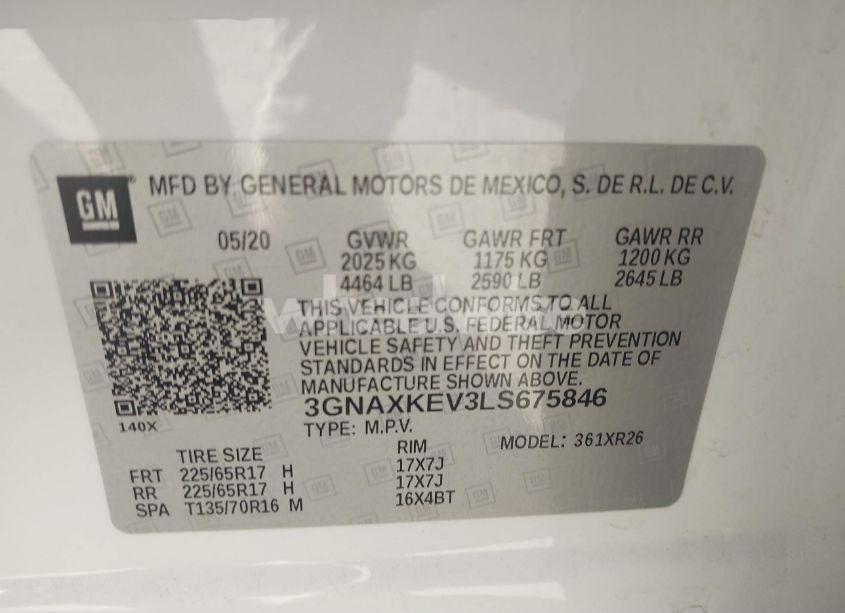 GM
MFD BY GENERAL MOTORS DE MEXICO, S. DE R.L. DE C.V.
05/20 GVWR GAWR FRT GAWR RR
2025 KG 1175 KG 1200 KG
4464 LB 2590 LB 2645 LB
THIS VEHICLE CONFORMS TO ALL
APPLICABLE U.S. FEDERAL MOTOR
VEHICLE SAFETY AND THEFT PREVENTION
STANDARDS IN EFFECT ON THE DATE OF
MANUFACTURE SHOWN ABOVE.
3GNAXKEV3LS675846
140X
TYPE: M.P.V. MODEL: 361XR26
TIRE SIZE RIM
FRT 225/65R17 H 17X7J
RR 225/65R17 H 17X7J
SPA T135/70R16 M 16X4BT